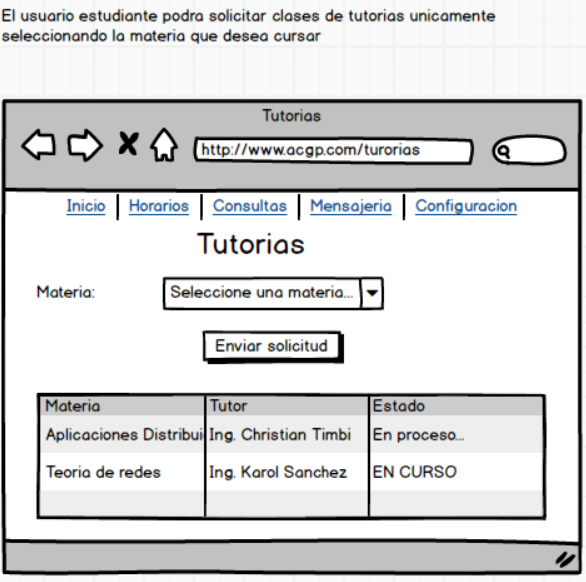 El usuario estudiante podra solicitar clases de tutorias unicamente
seleccionando la materia que desea cursar
Tutorias
http://www.acgp.com/turorias
Inicio Horarios Consultas Mensajeria Configuracion
Tutorias
Materia: Seleccione una materia...
Enviar solicitud
Materia Tutor Estado
Aplicaciones Distribui Ing. Christian Timbi En proceso...
Teoria de redes Ing. Karol Sanchez EN CURSO